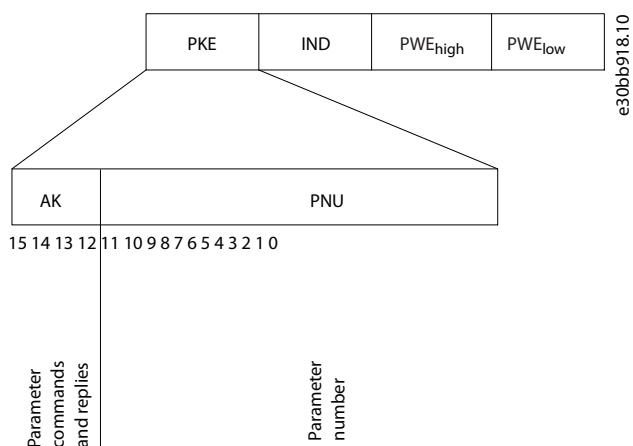 PKE IND PWEhigh PWElow
e30bb918.10
AK PNU
15 14 13 12 11 10 9 8 7 6 5 4 3 2 1 0
Parameter
commands
and replies
Parameter
number